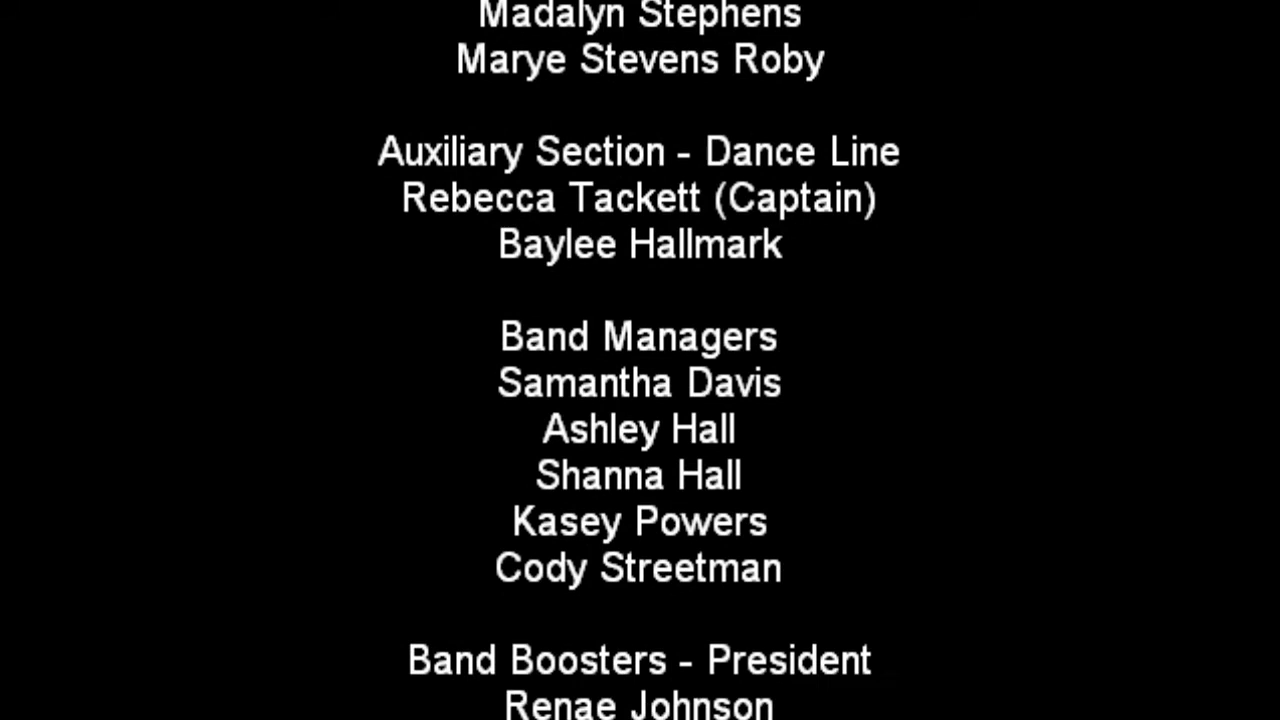 Madalyn Stephens
Marye Stevens Roby
Auxiliary Section - Dance Line
Rebecca Tackett (Captain)
Baylee Hallmark
Band Managers
Samantha Davis
Ashley Hall
Shanna Hall
Kasey Powers
Cody Streetman
Band Boosters - President
Renae Johnson